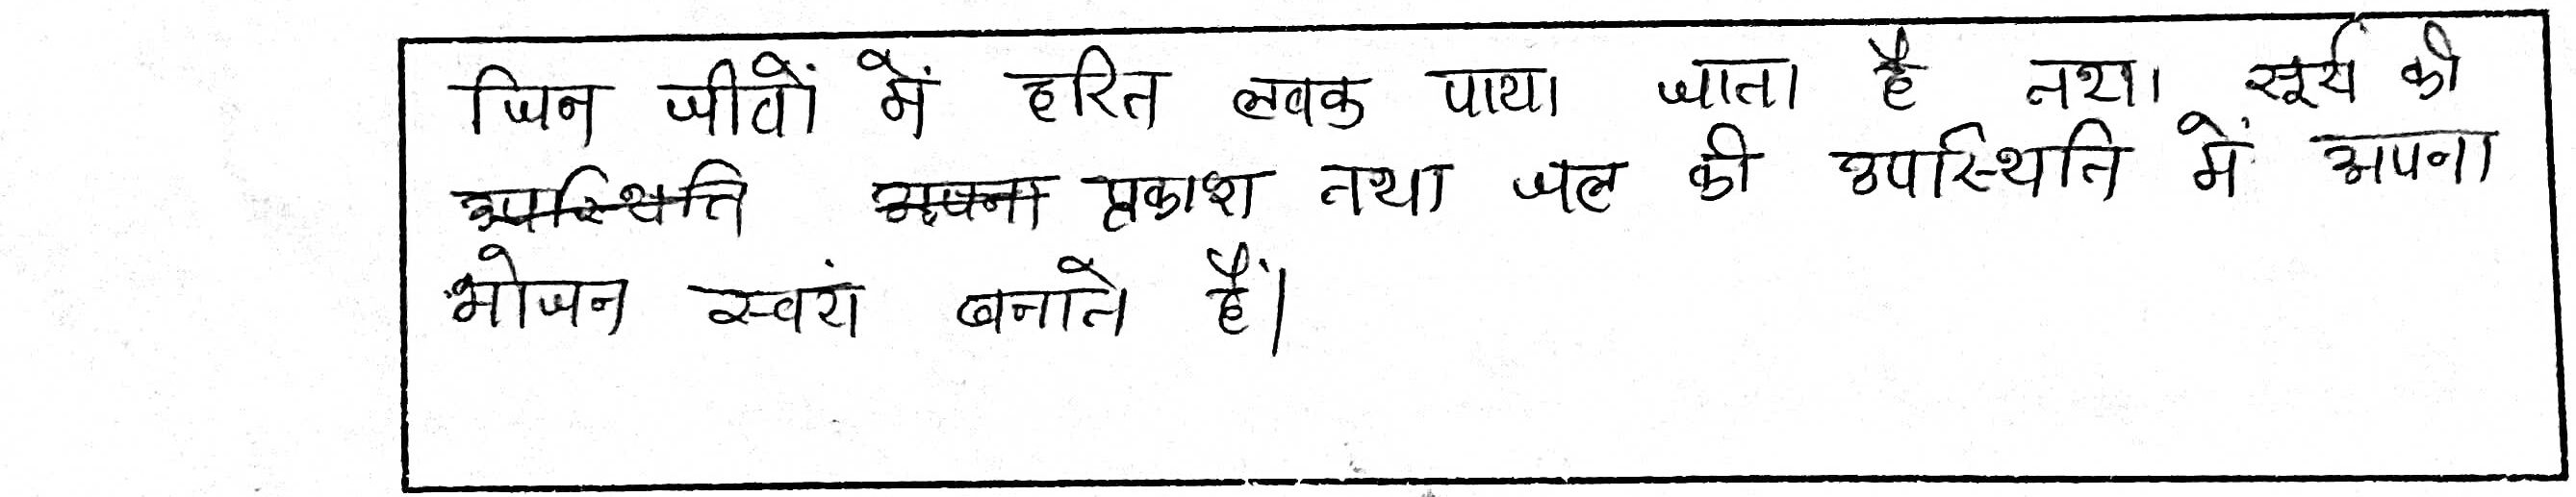 जिन जीवों में हरित लवक पाया जाता है तथा सूर्य की
उपस्थिति अपना प्रकाश तथा जल की उपस्थिति में अपना
भोजन स्वयं बनाते हैं।